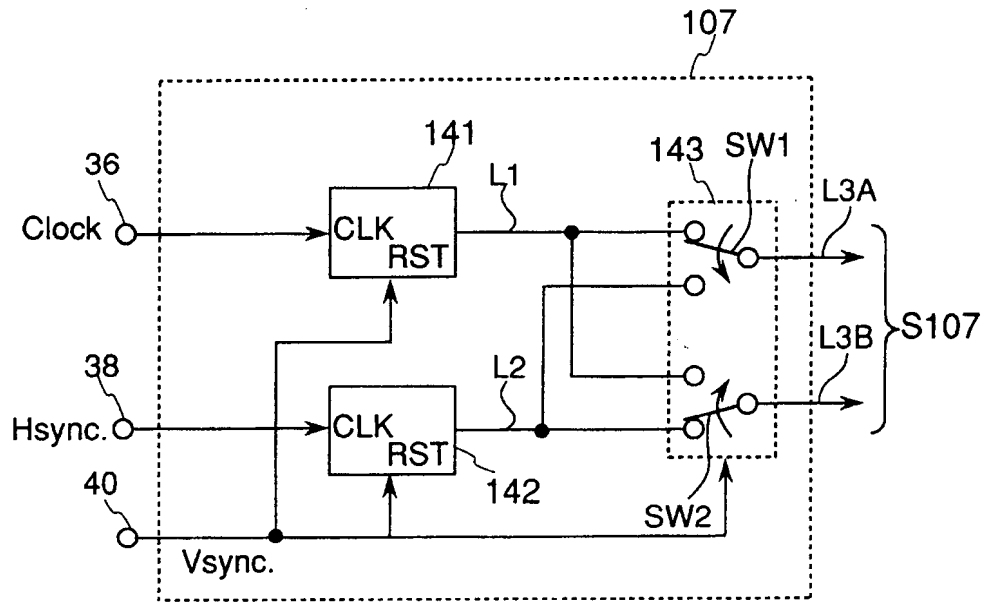 107
141
143
SW1
36
L1
L3A
Clock
CLK
RST
S107
38
L2
L3B
Hsync.
CLK
RST
142
40
SW2
Vsync.